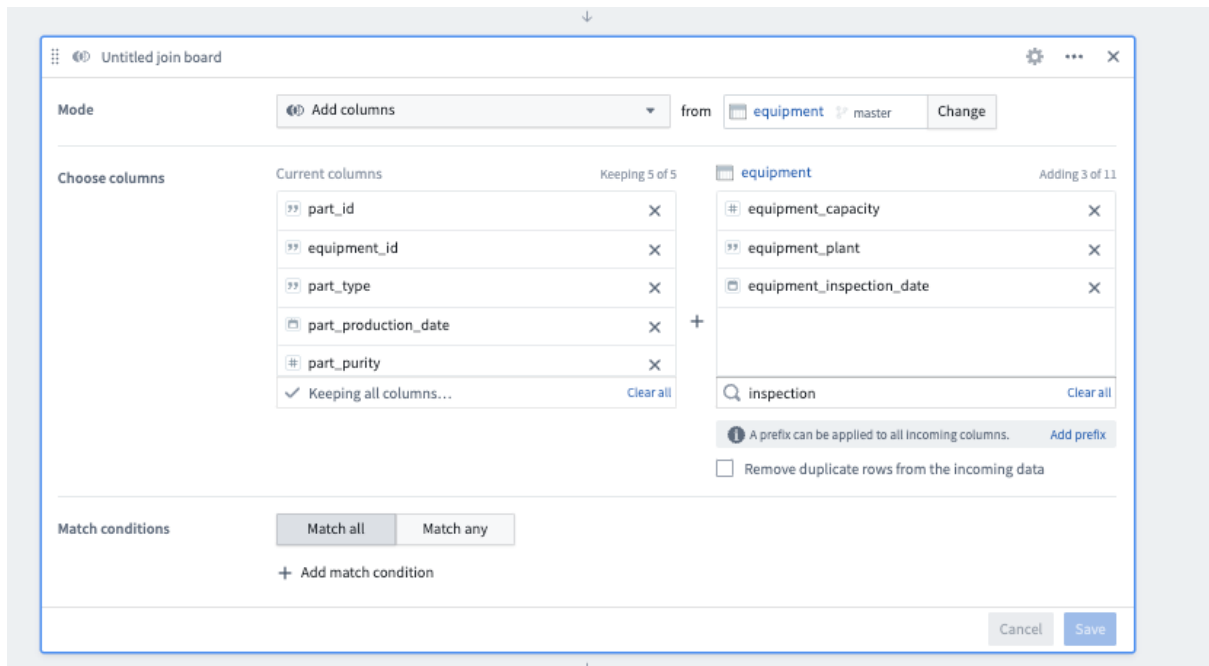 Untitled join board
Mode
Add columns
from
equipment master
Change
Choose columns
Current columns
Keeping 5 of 5
part_id
equipment_id
part_type
part_production_date
part_purity
Keeping all columns...
Clear all
equipment
Adding 3 of 11
equipment_capacity
equipment_plant
equipment_inspection_date
inspection
Clear all
A prefix can be applied to all incoming columns.
Add prefix
Remove duplicate rows from the incoming data
Match conditions
Match all
Match any
Add match condition
Cancel
Save